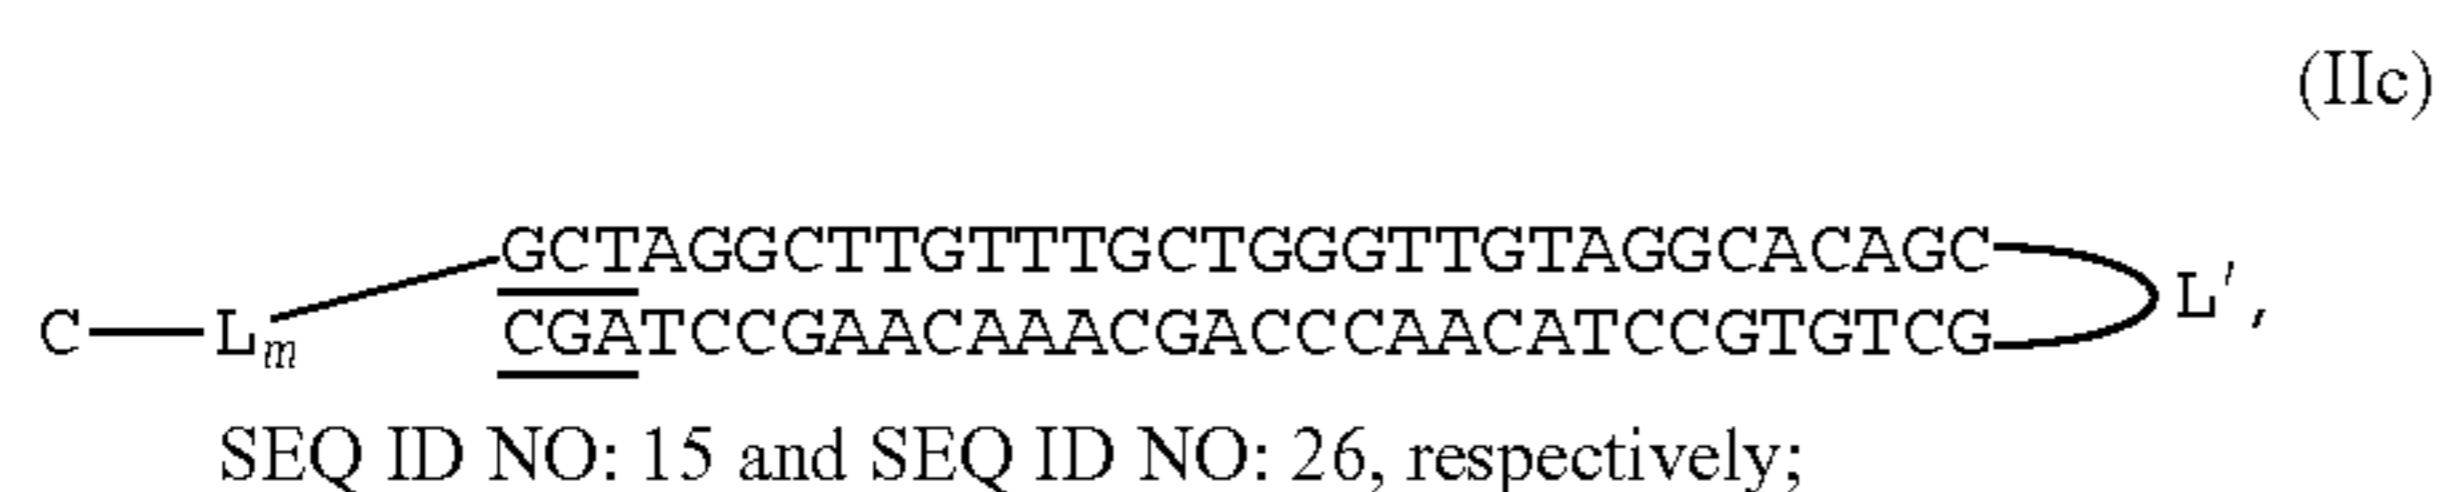 (IIc)
GCTAGGCTTGTTTGCTGGGTTGTAGGCACAGC
C—Lm CGATCCGAACAAACGACCCAACATCCGTGTCG L′,
SEQ ID NO: 15 and SEQ ID NO: 26, respectively;